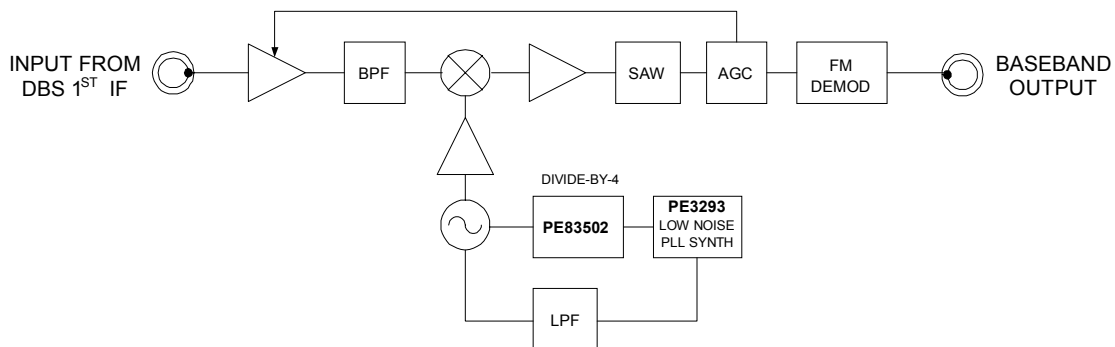 INPUT FROM
DBS 1ST IF
BPF
SAW
AGC
FM
DEMOD
BASEBAND
OUTPUT
DIVIDE-BY-4
PE83502
PE3293
LOW NOISE
PLL SYNTH
LPF